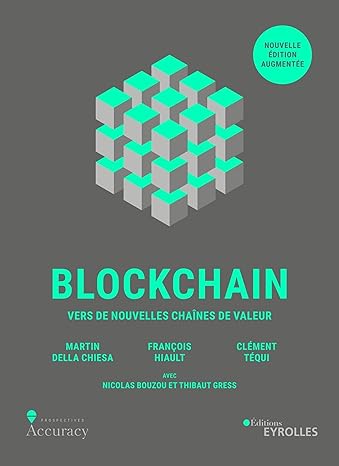 NOUVELLE
ÉDITION
AUGMENTÉE
BLOCKCHAIN
VERS DE NOUVELLES CHAÎNES DE VALEUR
MARTIN
DELLA CHIESA
FRANÇOIS
HIAULT
CLÉMENT
TÉQUI
AVEC
NICOLAS BOUZOU ET THIBAUT GRESS
PROSPECTIVES
Accuracy
Éditions
EYROLLES